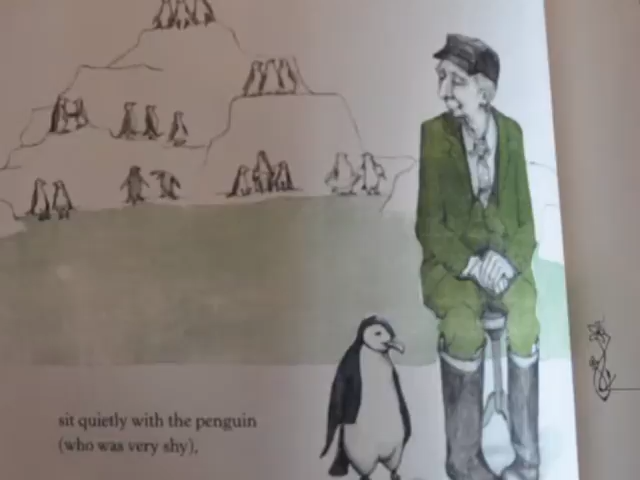 sit quietly with the penguin
(who was very shy),